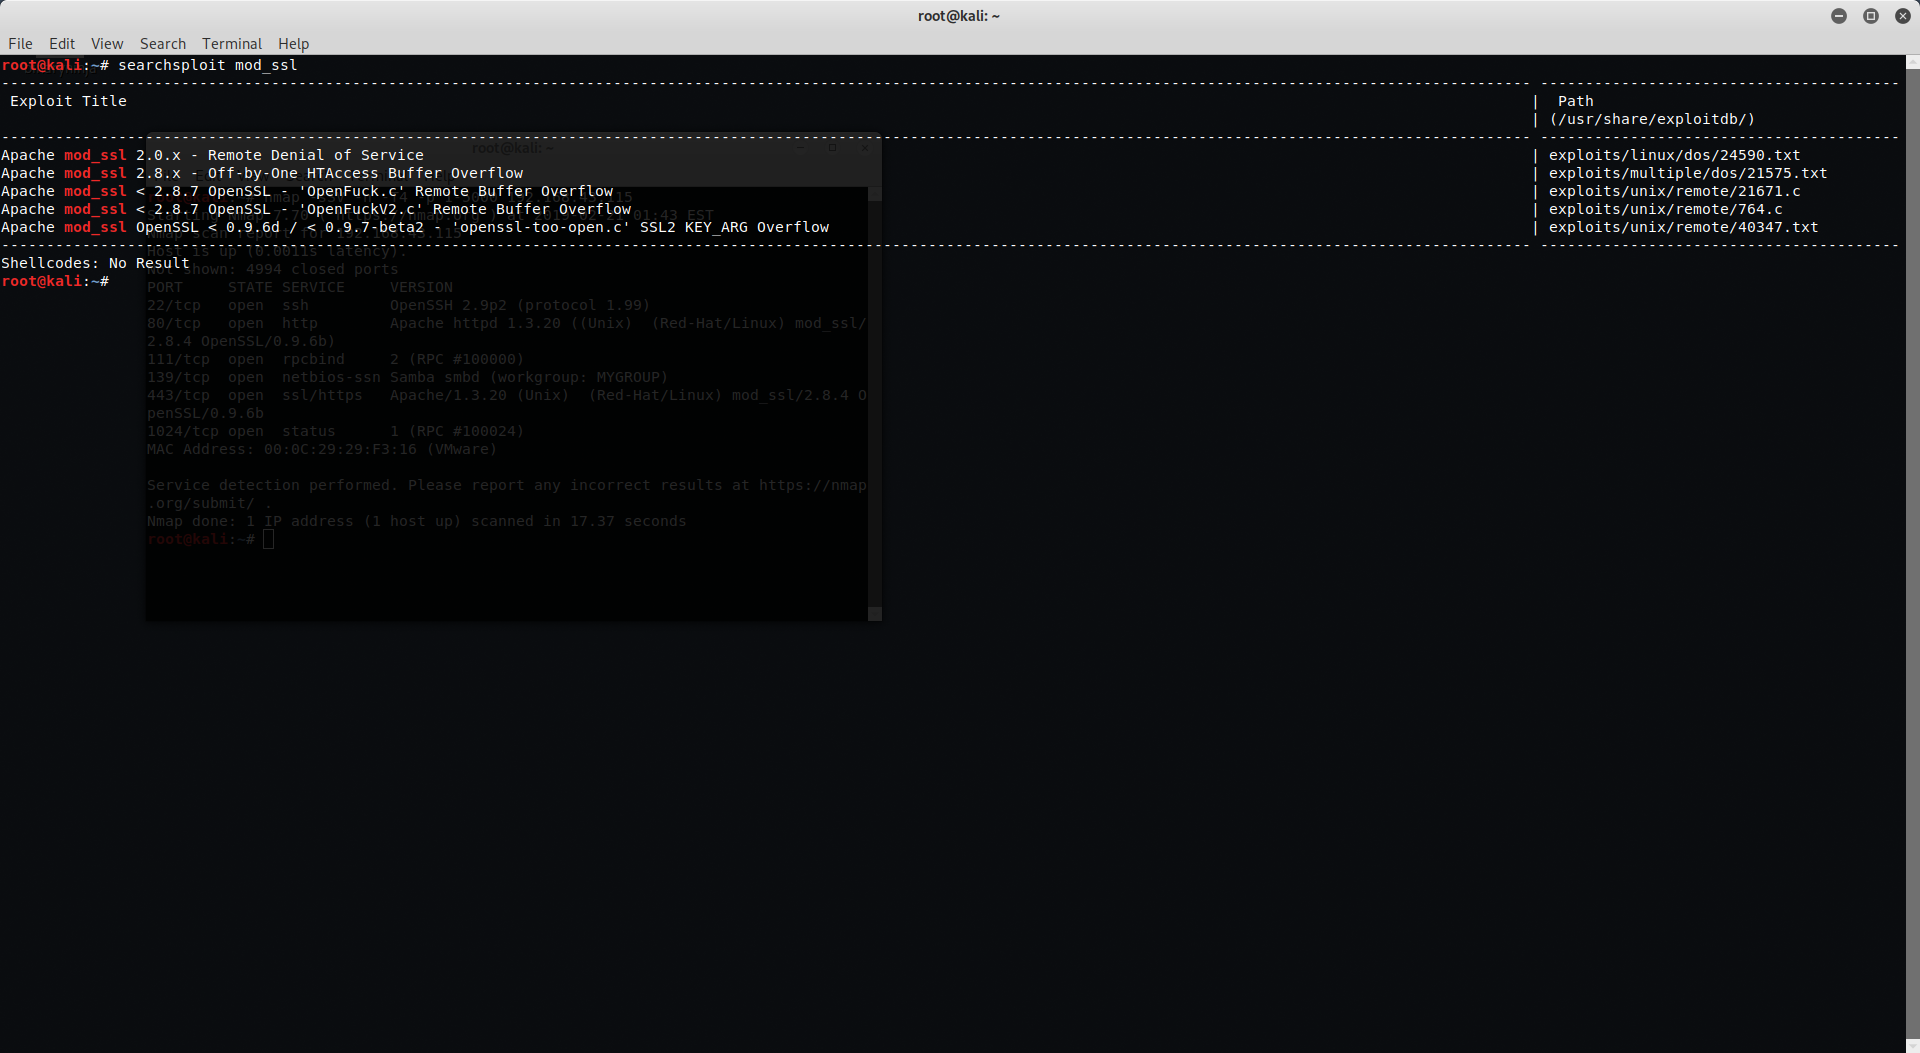 root@kali: ~
File Edit View Search Terminal Help
root@kali:~# searchsploit mod_ssl
--------------------------------------------------------------------------------------------------------------------------------------------------------------------------- ----------------------------------------
Exploit Title | Path
| (/usr/share/exploitdb/)
--------------------------------------------------------------------------------------------------------------------------------------------------------------------------- ----------------------------------------
Apache mod_ssl 2.0.x - Remote Denial of Service | exploits/linux/dos/24590.txt
Apache mod_ssl 2.8.x - Off-by-One HTAccess Buffer Overflow | exploits/multiple/dos/21575.txt
Apache mod_ssl < 2.8.7 OpenSSL - 'OpenFuck.c' Remote Buffer Overflow | exploits/unix/remote/21671.c
Apache mod_ssl < 2.8.7 OpenSSL - 'OpenFuckV2.c' Remote Buffer Overflow | exploits/unix/remote/764.c
Apache mod_ssl OpenSSL < 0.9.6d / < 0.9.7-beta2 - 'openssl-too-open.c' SSL2 KEY_ARG Overflow | exploits/unix/remote/40347.txt
--------------------------------------------------------------------------------------------------------------------------------------------------------------------------- ----------------------------------------
Shellcodes: No Result
root@kali:~#
root@kali: ~
Host is up (0.0011s latency).
Not shown: 4994 closed ports
PORT STATE SERVICE VERSION
22/tcp open ssh OpenSSH 2.9p2 (protocol 1.99)
80/tcp open http Apache httpd 1.3.20 ((Unix) (Red-Hat/Linux) mod_ssl/
2.8.4 OpenSSL/0.9.6b)
111/tcp open rpcbind 2 (RPC #100000)
139/tcp open netbios-ssn Samba smbd (workgroup: MYGROUP)
443/tcp open ssl/https Apache/1.3.20 (Unix) (Red-Hat/Linux) mod_ssl/2.8.4 O
penSSL/0.9.6b
1024/tcp open status 1 (RPC #100024)
MAC Address: 00:0C:29:29:F3:16 (VMware)
Service detection performed. Please report any incorrect results at https://nmap
.org/submit/ .
Nmap done: 1 IP address (1 host up) scanned in 17.37 seconds
root@kali:~#